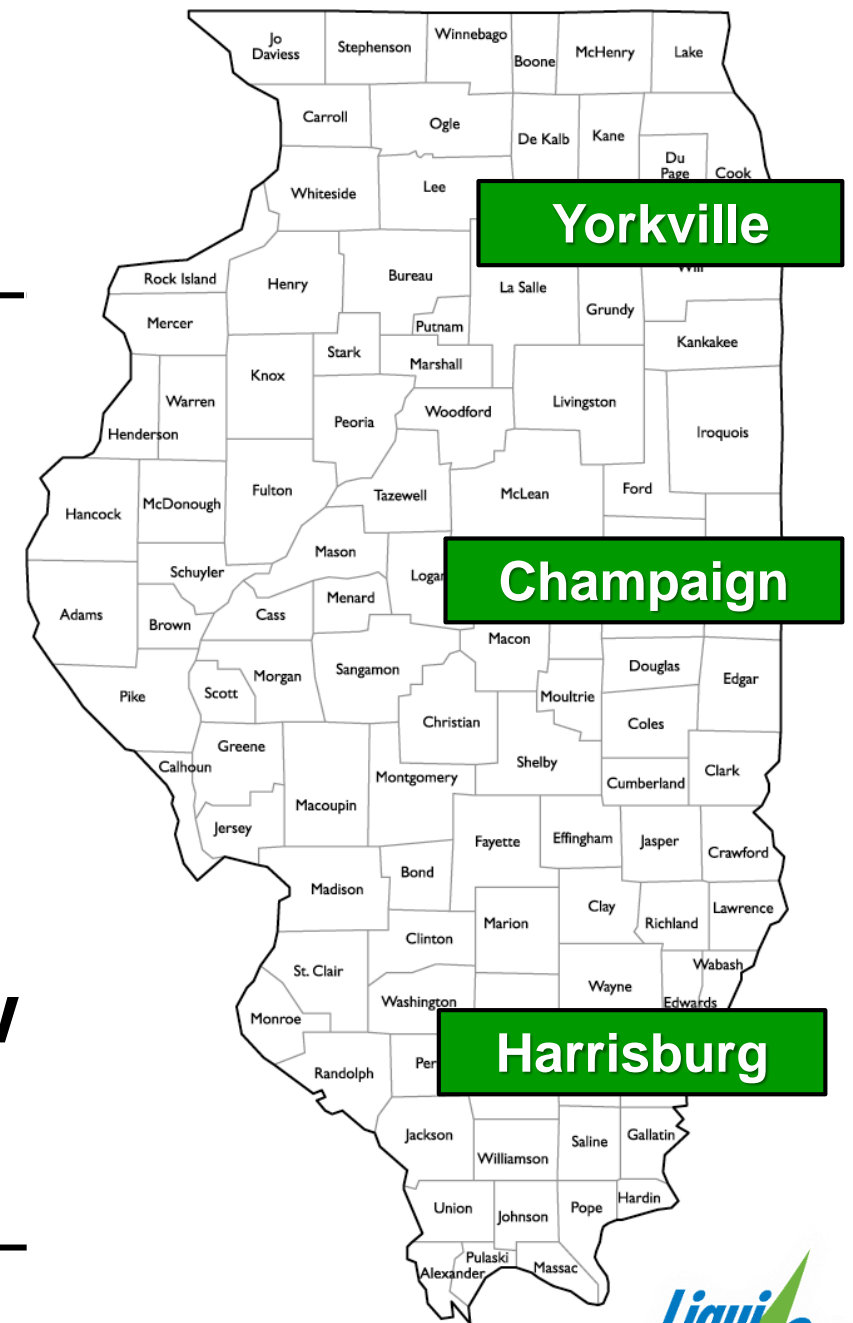 Jo
Daviess
Stephenson
Winnebago
Boone
McHenry
Lake
Carroll
Ogle
De Kalb
Kane
Du
Page
Cook
Whiteside
Lee
Yorkville
Will
Rock Island
Henry
Bureau
La Salle
Grundy
Mercer
Putnam
Kankakee
Stark
Marshall
Knox
Warren
Peoria
Woodford
Livingston
Henderson
Iroquois
Fulton
Tazewell
McLean
Ford
Hancock
McDonough
Mason
Schuyler
Logan
Champaign
Menard
Adams
Brown
Cass
Macon
Sangamon
Douglas
Edgar
Pike
Scott
Morgan
Moultrie
Christian
Coles
Greene
Shelby
Calhoun
Montgomery
Cumberland
Clark
Macoupin
Jersey
Fayette
Effingham
Jasper
Crawford
Madison
Bond
Clay
Lawrence
Marion
Richland
Clinton
St. Clair
Wabash
Wayne
Washington
Edwards
Monroe
Harrisburg
Randolph
Per
Jackson
Saline
Gallatin
Williamson
Union
Johnson
Pope
Hardin
Pulaski
Alexander
Massac